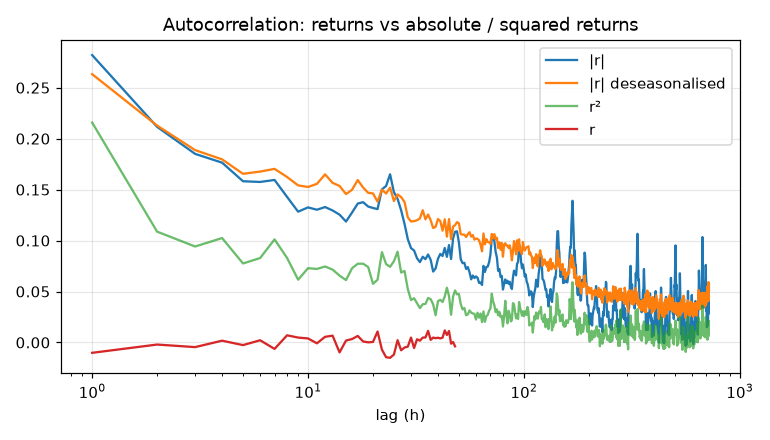 Autocorrelation: returns vs absolute / squared returns
|r|
|r| deseasonalised
r²
r
0.25
0.20
0.15
0.10
0.05
0.00
10⁰
10¹
10²
10³
lag (h)